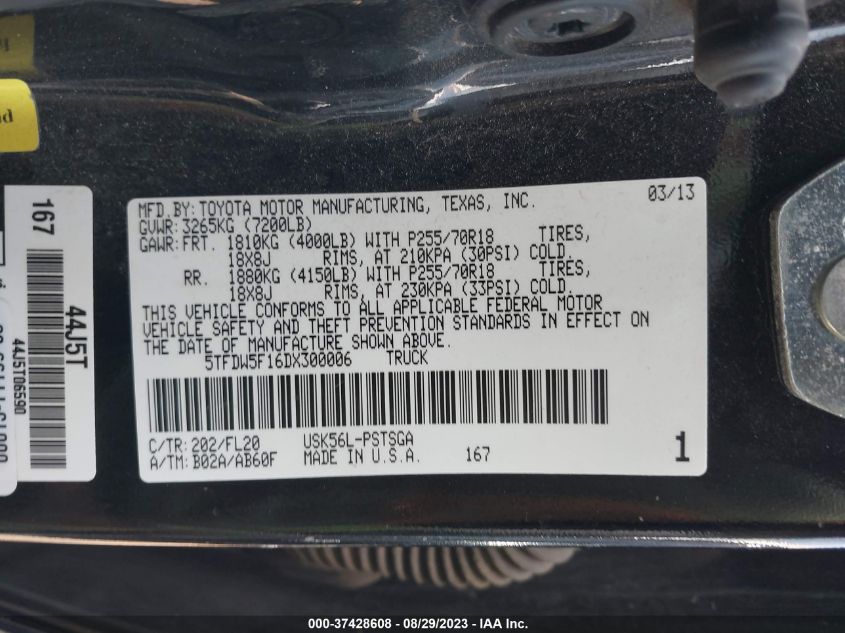 MFD. BY: TOYOTA MOTOR MANUFACTURING, TEXAS, INC. 03/13
GVWR: 3265KG (7200LB)
GAWR: FRT. 1810KG (4000LB) WITH P255/70R18 TIRES,
18X8J RIMS, AT 210KPA (30PSI) COLD.
RR. 1880KG (4150LB) WITH P255/70R18 TIRES,
18X8J RIMS, AT 230KPA (33PSI) COLD.
THIS VEHICLE CONFORMS TO ALL APPLICABLE FEDERAL MOTOR
VEHICLE SAFETY AND THEFT PREVENTION STANDARDS IN EFFECT ON
THE DATE OF MANUFACTURE SHOWN ABOVE.
5TFDW5F16DX300006 TRUCK
C/TR: 202/FL20 USK56L-PSTSGA
A/TM: B02A/AB60F MADE IN U.S.A. 167 1
167
44J5T
44J5T06590
000-37428608 - 08/29/2023 - IAA Inc.